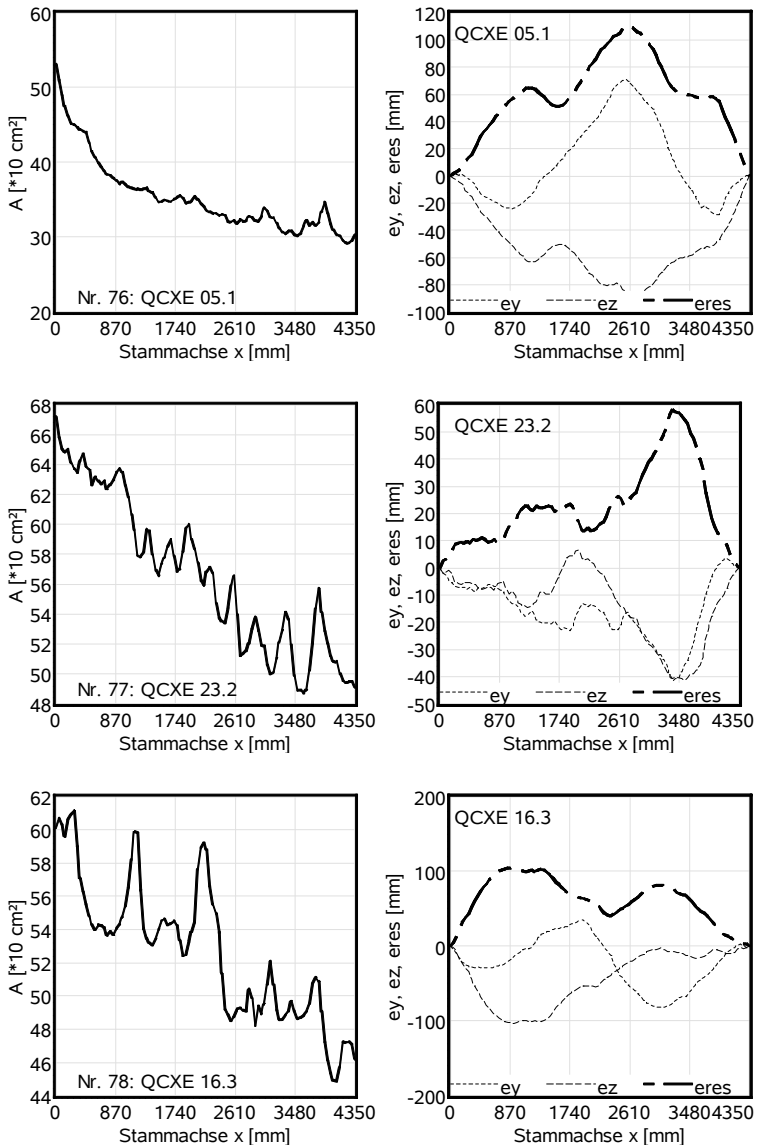 60
50
40
30
20
A [*10 cm²]
Nr. 76: QCXE 05.1
0 870 1740 2610 3480 4350
Stammachse x [mm]
120
100
80
60
40
20
0
-20
-40
-60
-80
-100
ey, ez, eres [mm]
QCXE 05.1
ey ez eres
0 870 1740 2610 3480 4350
Stammachse x [mm]
68
66
64
62
60
58
56
54
52
50
48
A [*10 cm²]
Nr. 77: QCXE 23.2
0 870 1740 2610 3480 4350
Stammachse x [mm]
60
50
40
30
20
10
0
-10
-20
-30
-40
-50
ey, ez, eres [mm]
QCXE 23.2
ey ez eres
0 870 1740 2610 3480 4350
Stammachse x [mm]
62
60
58
56
54
52
50
48
46
44
A [*10 cm²]
Nr. 78: QCXE 16.3
0 870 1740 2610 3480 4350
Stammachse x [mm]
200
100
0
-100
-200
ey, ez, eres [mm]
QCXE 16.3
ey ez eres
0 870 1740 2610 3480 4350
Stammachse x [mm]